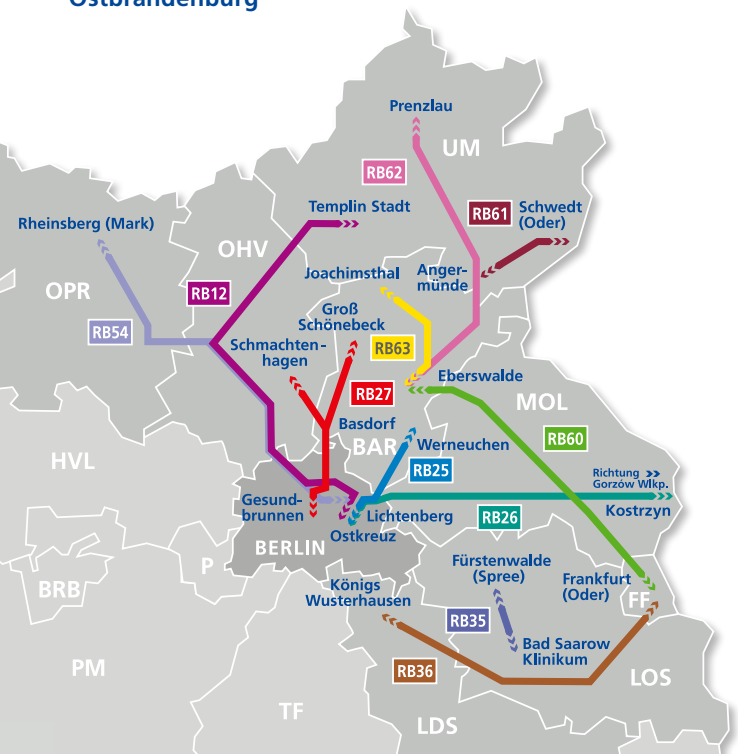 Ostbrandenburg
Prenzlau
UM
RB62
Templin Stadt
RB61
Schwedt
(Oder)
Rheinsberg (Mark)
OHV
Joachimsthal
Anger-
münde
OPR
RB12
Groß
Schönebeck
RB54
Schmachten-
hagen
RB63
Eberswalde
RB27
MOL
Basdorf
RB60
BAR
Werneuchen
HVL
RB25
Richtung
Gorzów Wlkp.
Gesund-
brunnen
Lichtenberg
Kostrzyn
RB26
Ostkreuz
BERLIN
Fürstenwalde
(Spree)
P
Frankfurt
(Oder)
BRB
Königs
Wusterhausen
FF
RB35
Bad Saarow
Klinikum
PM
RB36
LOS
TF
LDS